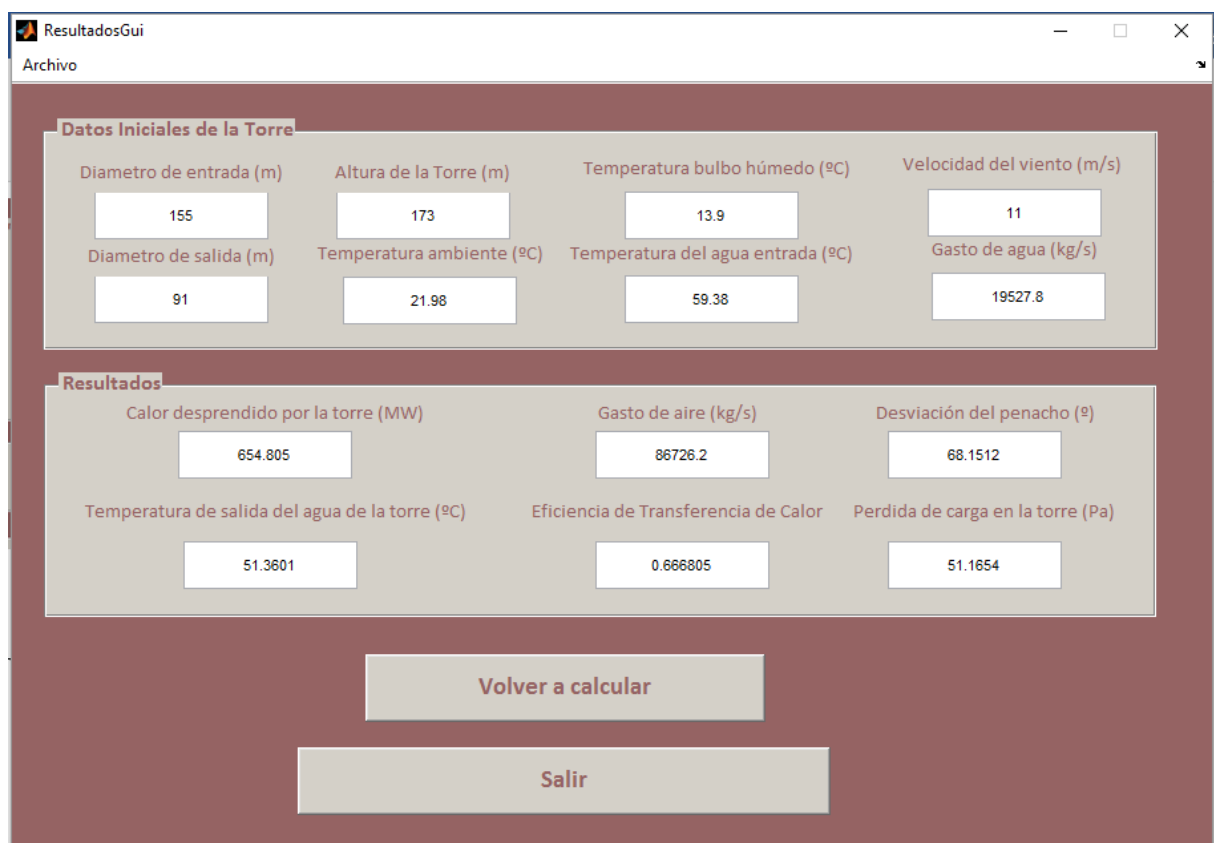 ResultadosGui
Archivo
Datos Iniciales de la Torre
Diametro de entrada (m) Altura de la Torre (m) Temperatura bulbo húmedo (ºC) Velocidad del viento (m/s)
155 173 13.9 11
Diametro de salida (m) Temperatura ambiente (ºC) Temperatura del agua entrada (ºC) Gasto de agua (kg/s)
91 21.98 59.38 19527.8
Resultados
Calor desprendido por la torre (MW) Gasto de aire (kg/s) Desviación del penacho (º)
654.805 86726.2 68.1512
Temperatura de salida del agua de la torre (ºC) Eficiencia de Transferencia de Calor Perdida de carga en la torre (Pa)
51.3601 0.666805 51.1654
Volver a calcular
Salir